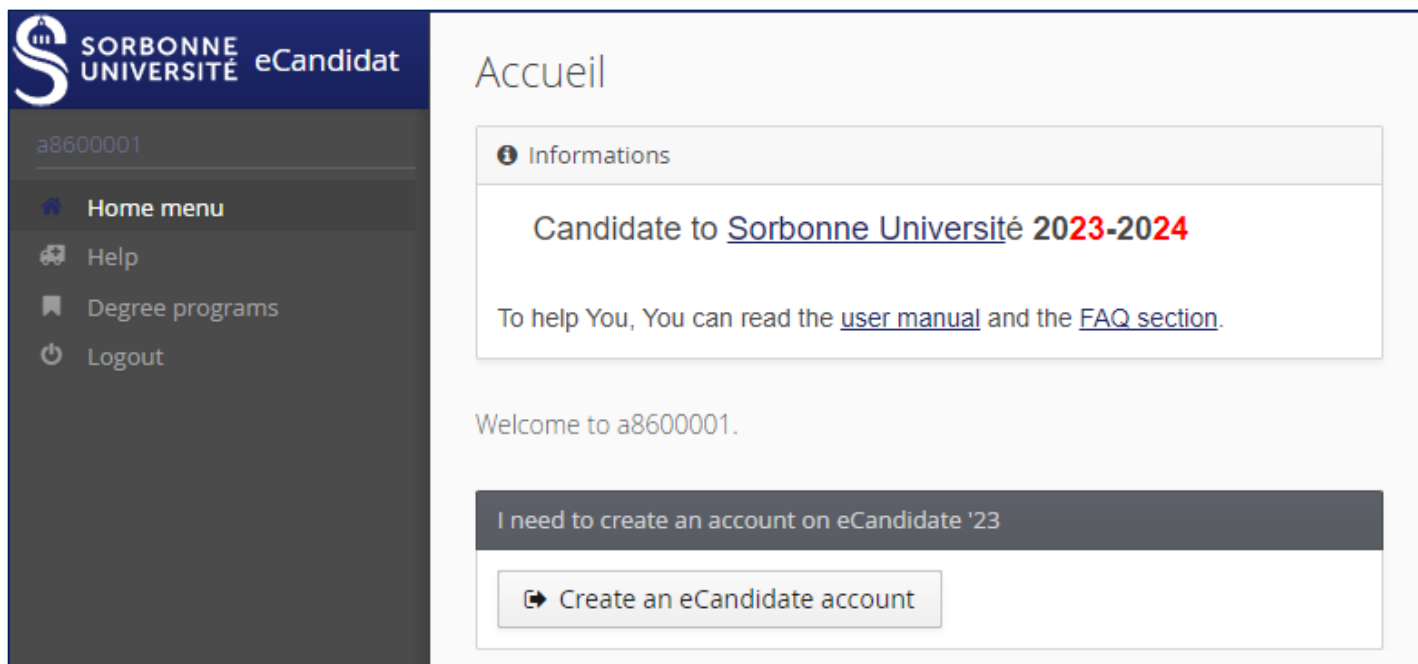 SORBONNE
UNIVERSITÉ eCandidat
a8600001
Home menu
Help
Degree programs
Logout
Accueil
Informations
Candidate to Sorbonne Université 2023-2024
To help You, You can read the user manual and the FAQ section.
Welcome to a8600001.
I need to create an account on eCandidate '23
Create an eCandidate account